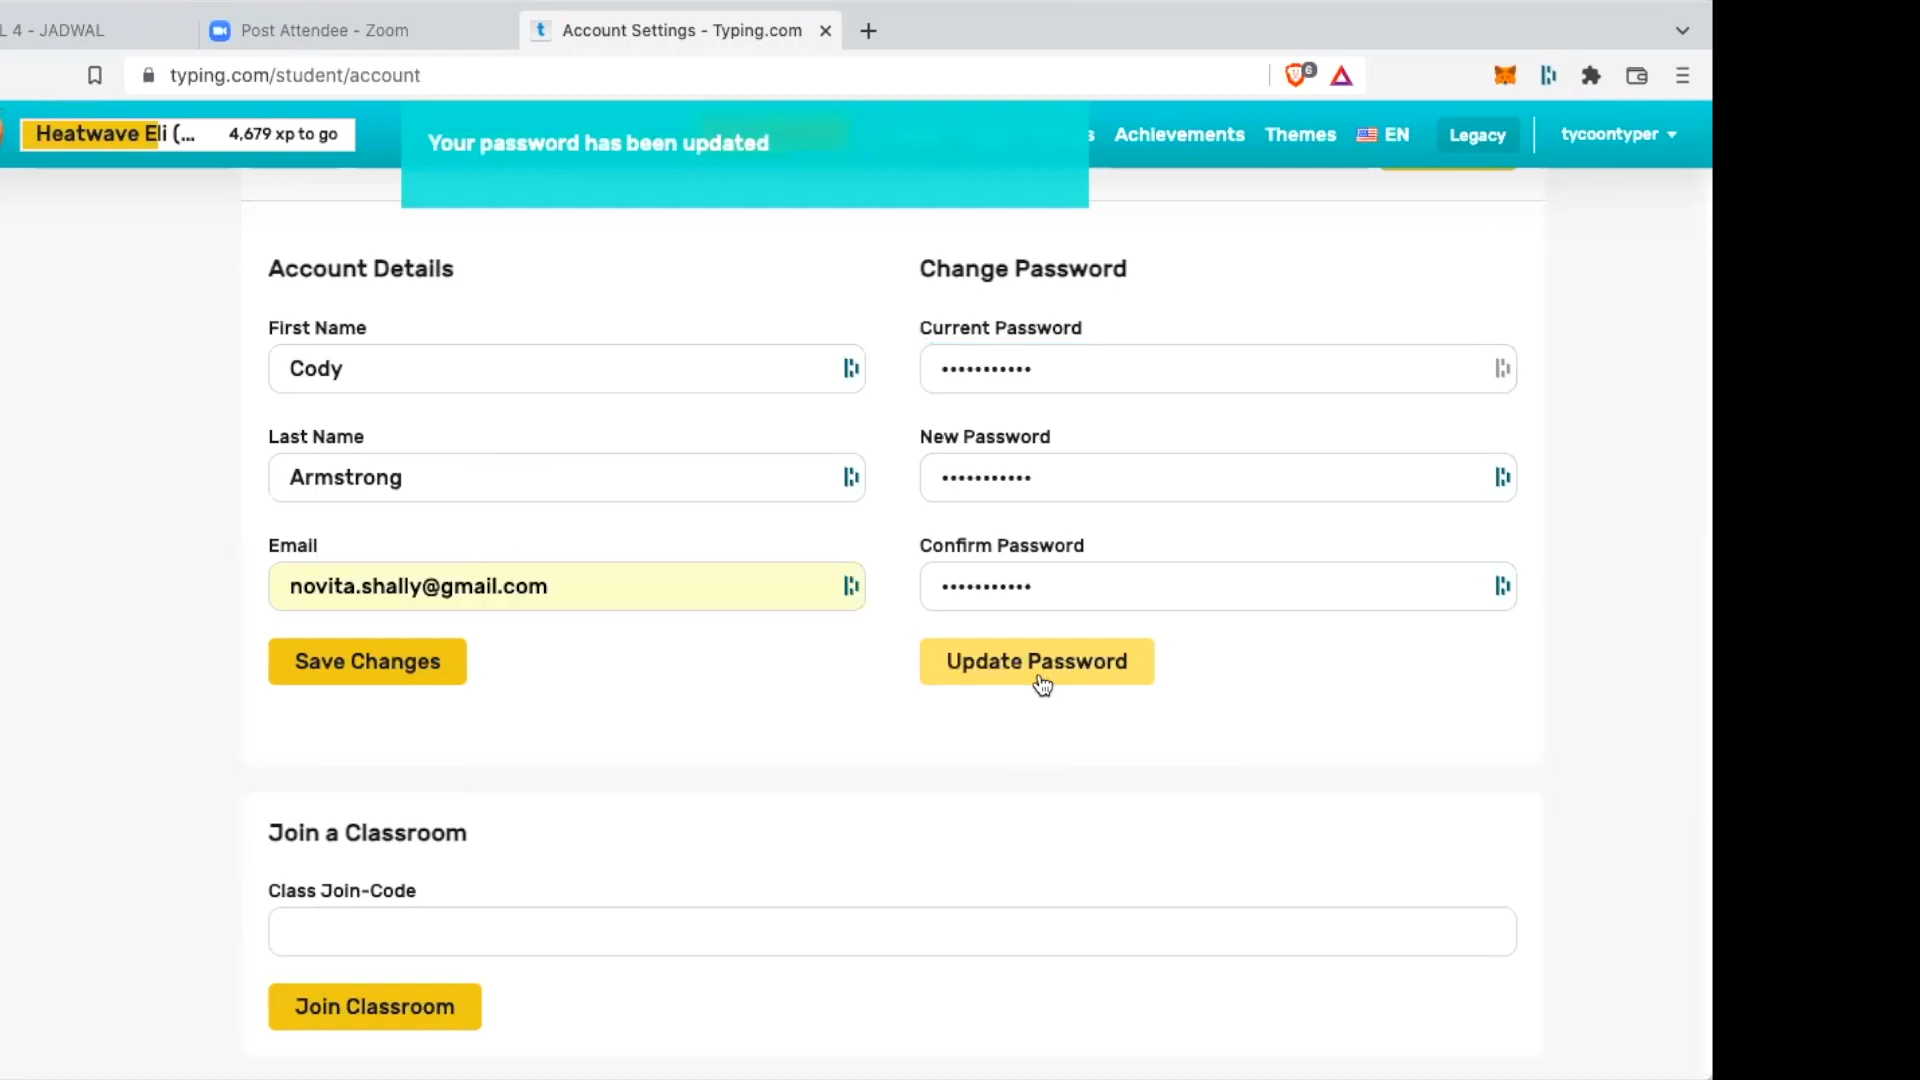 L 4 - JADWAL
Post Attendee - Zoom
Account Settings - Typing.com
typing.com/student/account
6
Heatwave Eli (...
4,679 xp to go
Your password has been updated
s
Achievements
Themes
EN
Legacy
tycoontyper
Account Details
Change Password
First Name
Current Password
Cody
•••••••••••
Last Name
New Password
Armstrong
•••••••••••
Email
Confirm Password
novita.shally@gmail.com
•••••••••••
Save Changes
Update Password
Join a Classroom
Class Join-Code
Join Classroom